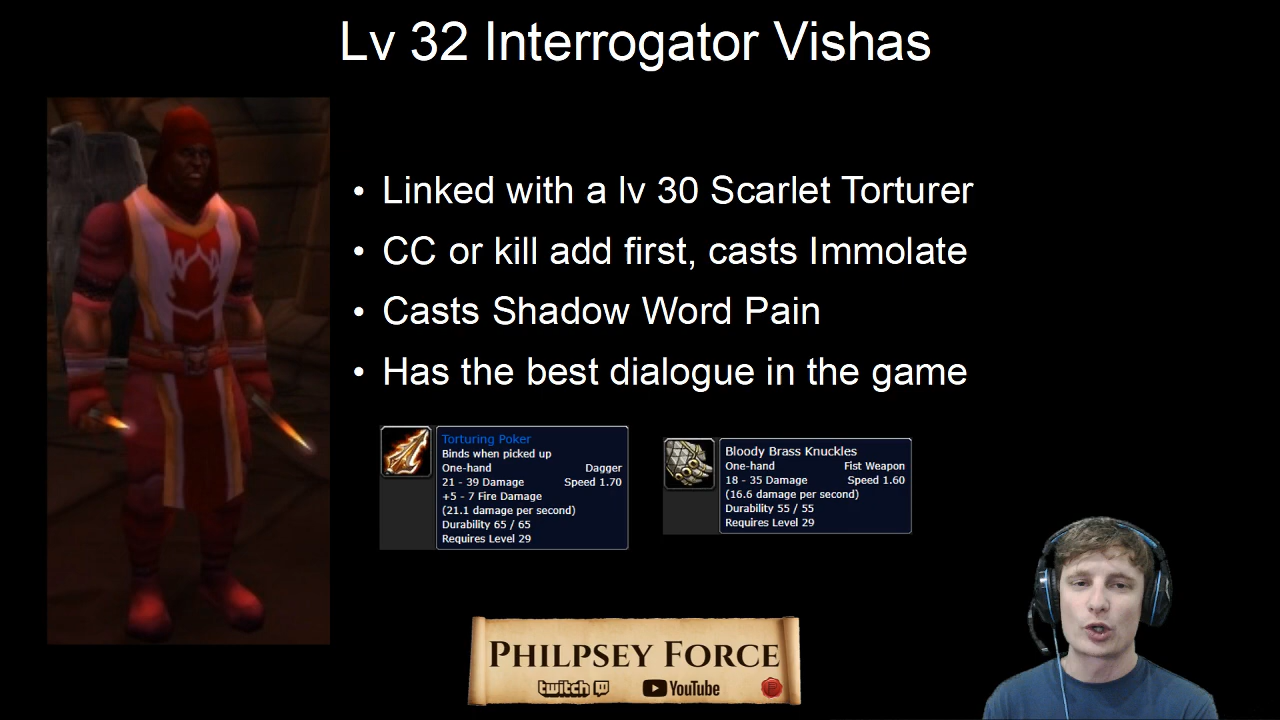 Lv 32 Interrogator Vishas
• Linked with a lv 30 Scarlet Torturer
• CC or kill add first, casts Immolate
• Casts Shadow Word Pain
• Has the best dialogue in the game
Torturing Poker
Binds when picked up
One-hand Dagger
21 - 39 Damage Speed 1.70
+5 - 7 Fire Damage
(21.1 damage per second)
Durability 65 / 65
Requires Level 29
Bloody Brass Knuckles
One-hand Fist Weapon
18 - 35 Damage Speed 1.60
(16.6 damage per second)
Durability 55 / 55
Requires Level 29
PHILPSEY FORCE
twitch YouTube